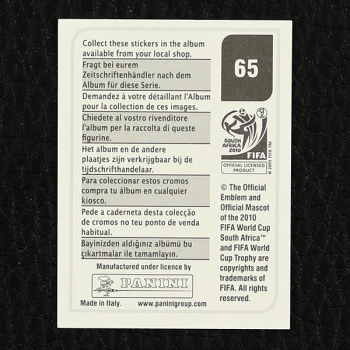 Collect these stickers in the album
available from your local shop.
Fragt bei eurem
Zeitschriftenhändler nach dem
Album für diese Serie.
Demandez à votre détaillant l'Album
pour la collection de ces images.
Chiedete al vostro rivenditore
l'album per la raccolta di queste
figurine.
Het album en de andere
plaatjes zijn verkrijgbaar bij de
tijdschrifthandelaar.
Para coleccionar estos cromos
compra tu álbum en cualquier
kiosco.
Pede a caderneta desta colecção
de cromos no teu ponto de venda
habitual.
Bayinizden aldığınız albümü bu
çıkartmalar ile tamamlayın.
Manufactured under licence by
PANINI
Made in Italy. www.paninigroup.com
65
SOUTH AFRICA
2010
FIFA
OFFICIAL LICENSED
PRODUCT
© 2005 FIFA TM
© The Official
Emblem and
Official Mascot
of the 2010
FIFA World Cup
South Africa™
and FIFA World
Cup Trophy are
copyrights and
trademarks of
FIFA. All rights
reserved.